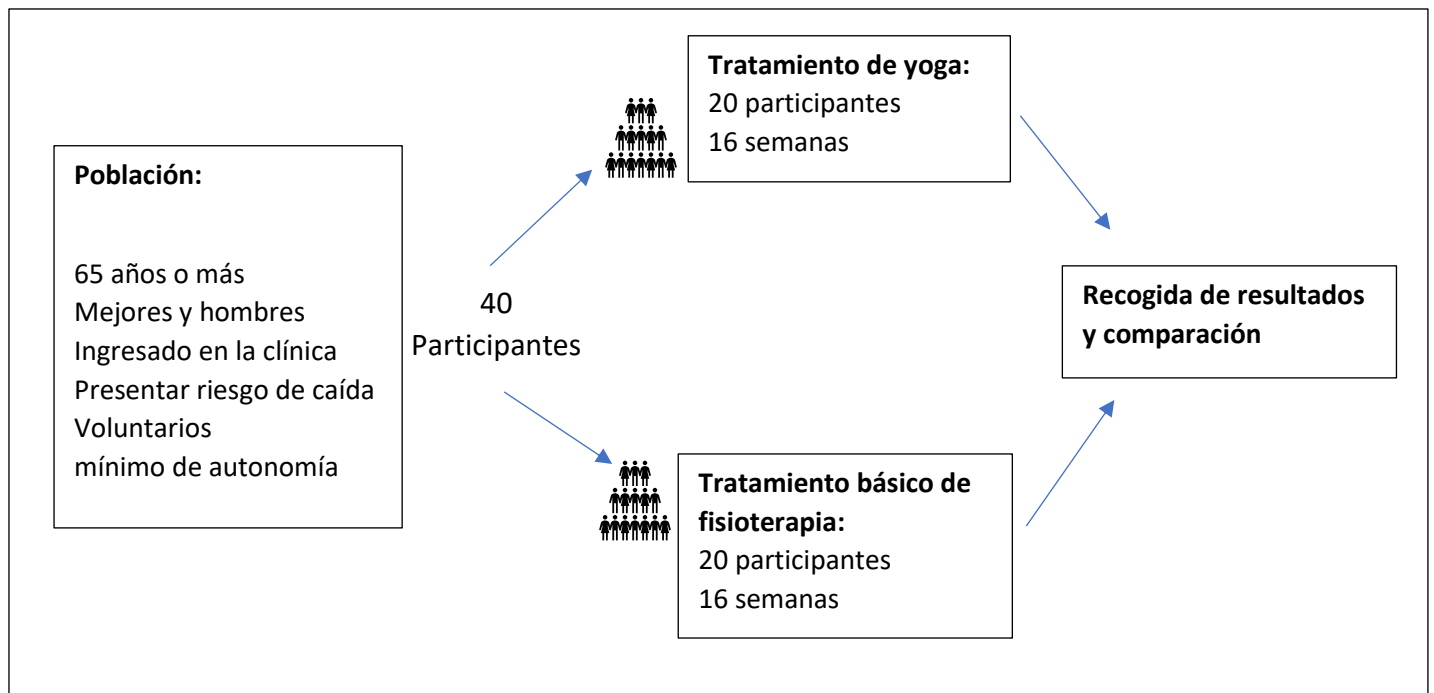 Población:
65 años o más
Mejores y hombres
Ingresado en la clínica
Presentar riesgo de caída
Voluntarios
mínimo de autonomía
40
Participantes
Tratamiento de yoga:
20 participantes
16 semanas
Tratamiento básico de
fisioterapia:
20 participantes
16 semanas
Recogida de resultados
y comparación